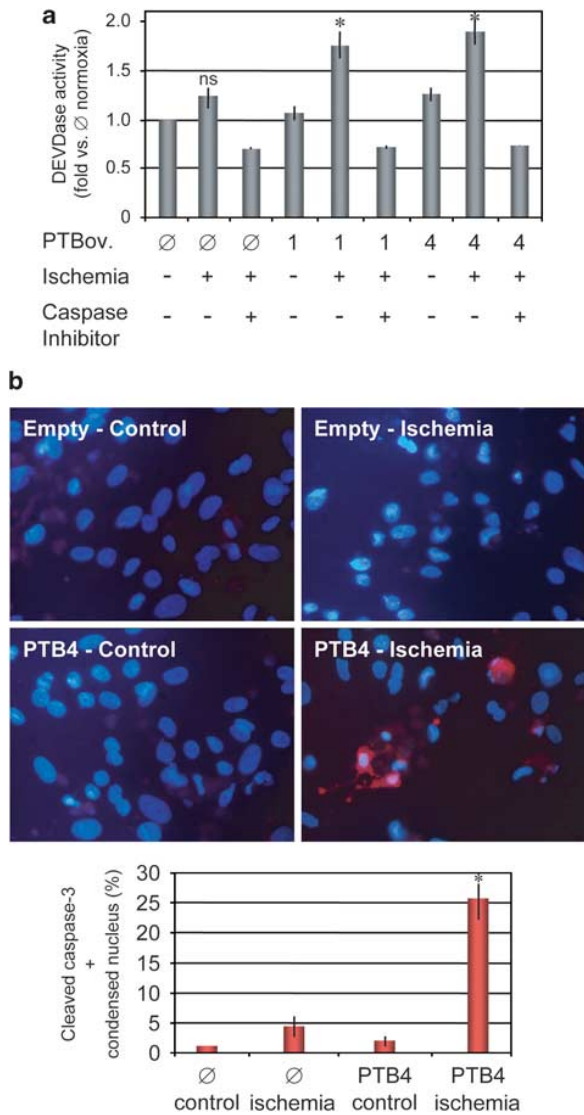 a
DEVDase activity
(fold vs. ∅ normoxia)
2.0
1.5
1.0
0.5
0
ns
*
*
PTBov. ∅ ∅ ∅ 1 1 1 4 4 4
Ischemia - + + - + + - + +
Caspase
Inhibitor - - + - - + - - +
b
Empty - Control
Empty - Ischemia
PTB4 - Control
PTB4 - Ischemia
Cleaved caspase-3
+
condensed nucleus (%)
30
25
20
15
10
5
0
*
∅ ∅ PTB4 PTB4
control ischemia control ischemia